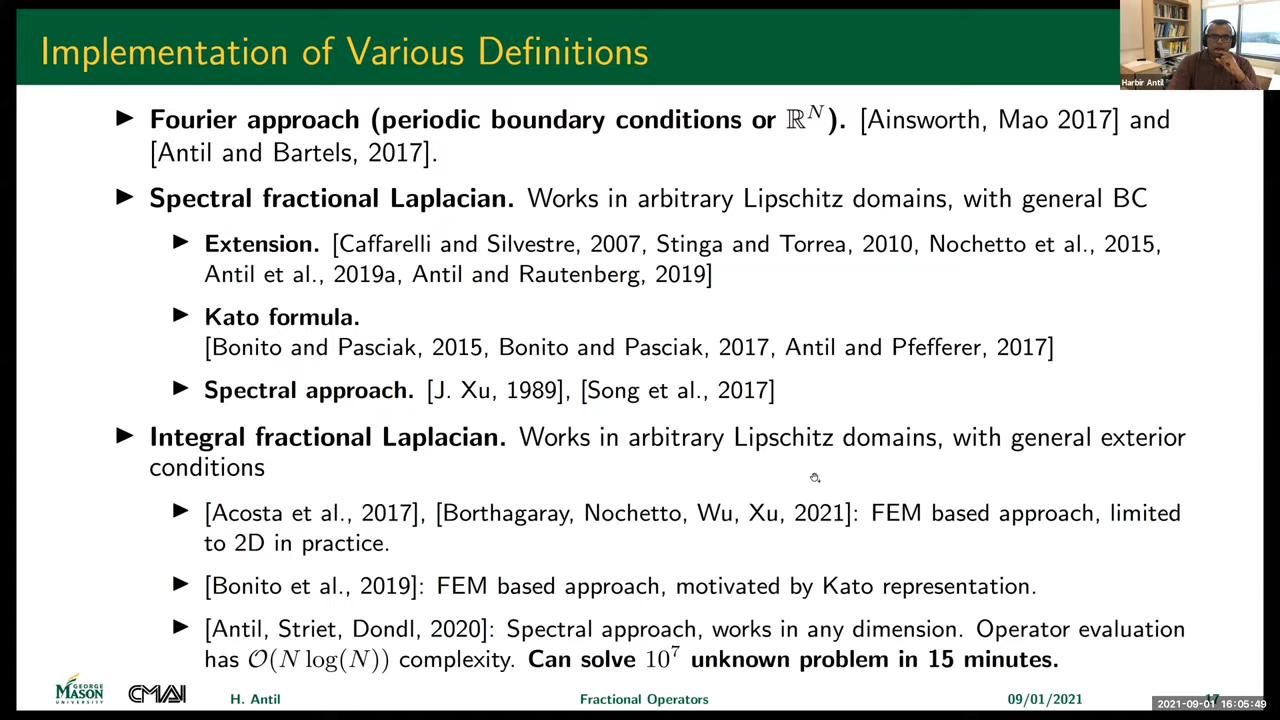 Implementation of Various Definitions
Harbir Antil
▶ Fourier approach (periodic boundary conditions or ℝᴺ). [Ainsworth, Mao 2017] and
[Antil and Bartels, 2017].
▶ Spectral fractional Laplacian. Works in arbitrary Lipschitz domains, with general BC
▶ Extension. [Caffarelli and Silvestre, 2007, Stinga and Torrea, 2010, Nochetto et al., 2015,
Antil et al., 2019a, Antil and Rautenberg, 2019]
▶ Kato formula.
[Bonito and Pasciak, 2015, Bonito and Pasciak, 2017, Antil and Pfefferer, 2017]
▶ Spectral approach. [J. Xu, 1989], [Song et al., 2017]
▶ Integral fractional Laplacian. Works in arbitrary Lipschitz domains, with general exterior
conditions
▶ [Acosta et al., 2017], [Borthagaray, Nochetto, Wu, Xu, 2021]: FEM based approach, limited
to 2D in practice.
▶ [Bonito et al., 2019]: FEM based approach, motivated by Kato representation.
▶ [Antil, Striet, Dondl, 2020]: Spectral approach, works in any dimension. Operator evaluation
has 𝒪(N log(N)) complexity. Can solve 10⁷ unknown problem in 15 minutes.
GEORGE
MASON
UNIVERSITY
CMAI
H. Antil
Fractional Operators
09/01/2021
17
2021-09-01 16:05:49